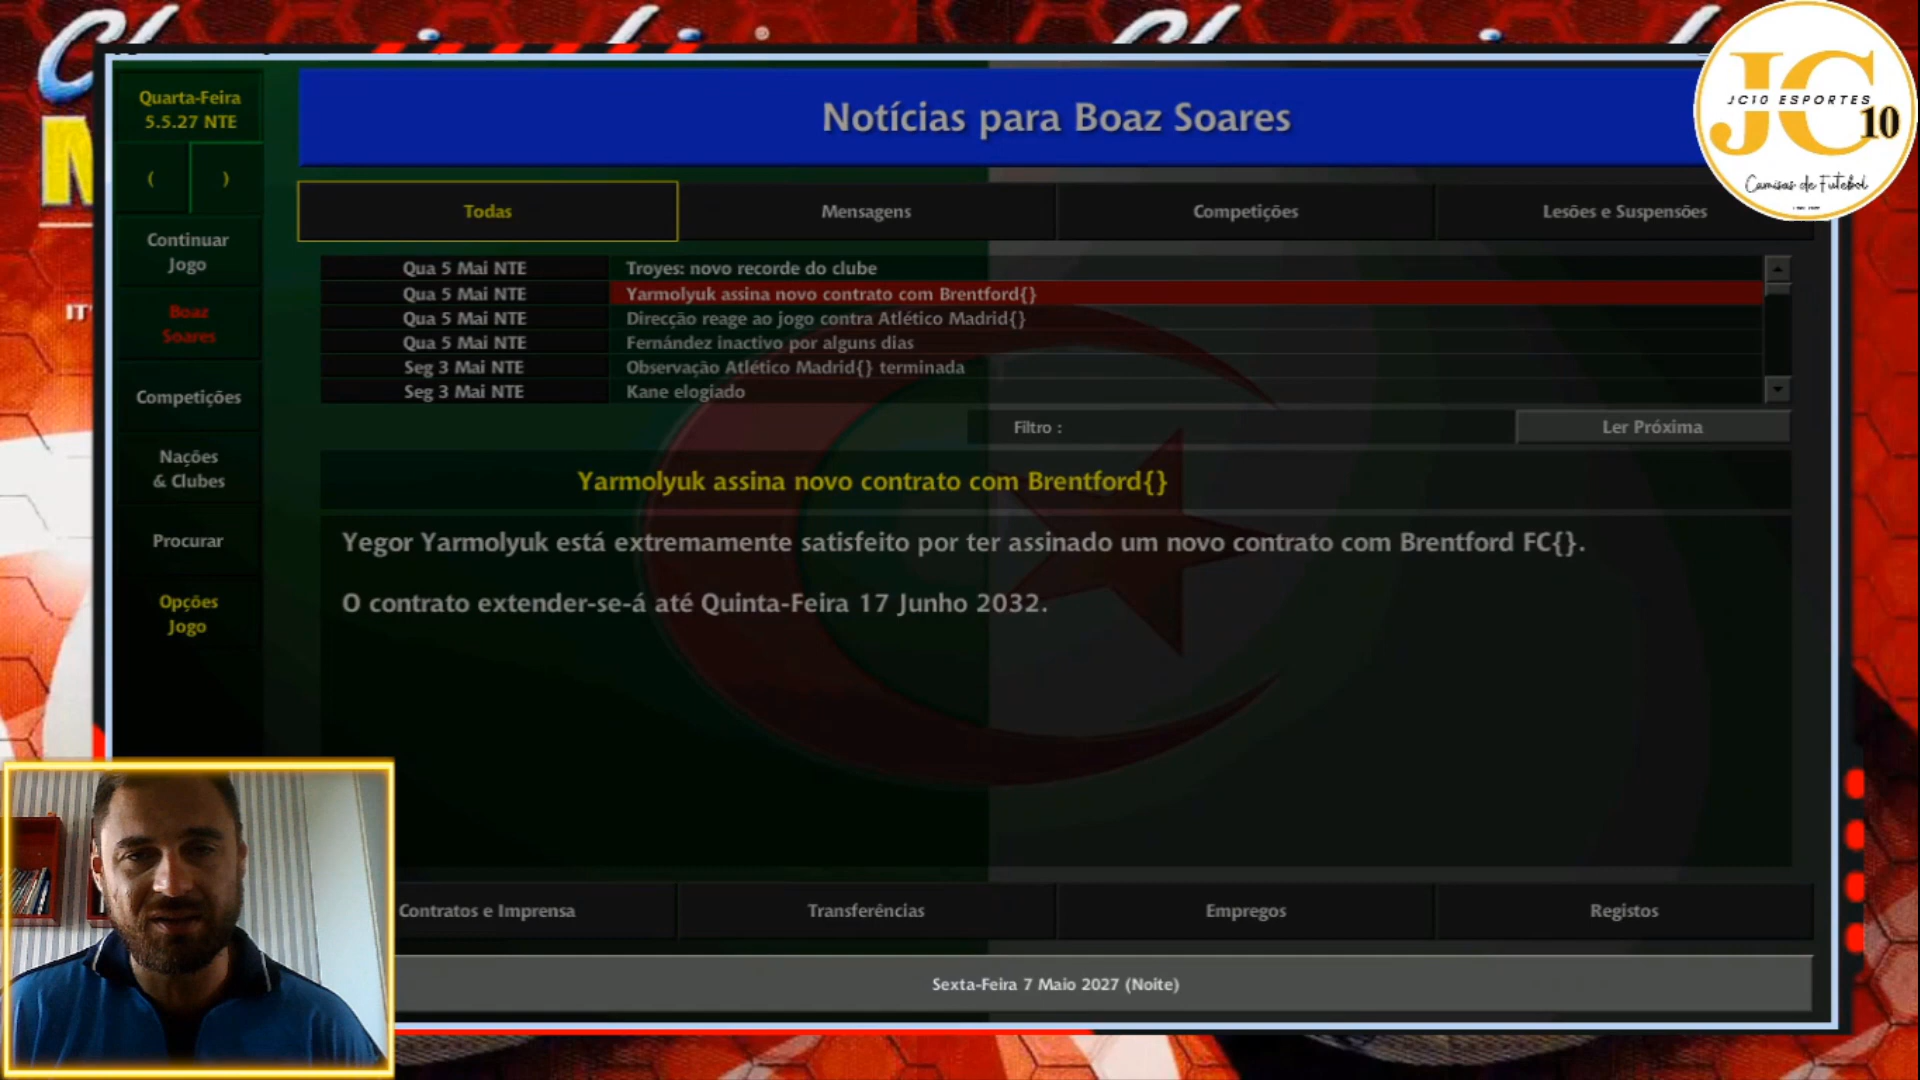 Quarta-Feira
5.5.27 NTE
Notícias para Boaz Soares
JC
JC10 ESPORTES
10
Camisas de Futebol
( )
Todas
Mensagens
Competições
Lesões e Suspensões
Continuar
Jogo
Boaz
Soares
Competições
Nações
& Clubes
Procurar
Opções
Jogo
IT'
Qua 5 Mai NTE Troyes: novo recorde do clube
Qua 5 Mai NTE Yarmolyuk assina novo contrato com Brentford{}
Qua 5 Mai NTE Direcção reage ao jogo contra Atlético Madrid{}
Qua 5 Mai NTE Fernández inactivo por alguns dias
Seg 3 Mai NTE Observação Atlético Madrid{} terminada
Seg 3 Mai NTE Kane elogiado
Filtro :
Ler Próxima
Yarmolyuk assina novo contrato com Brentford{}
Yegor Yarmolyuk está extremamente satisfeito por ter assinado um novo contrato com Brentford FC{}.
O contrato extender-se-á até Quinta-Feira 17 Junho 2032.
Contratos e Imprensa
Transferências
Empregos
Registos
Sexta-Feira 7 Maio 2027 (Noite)